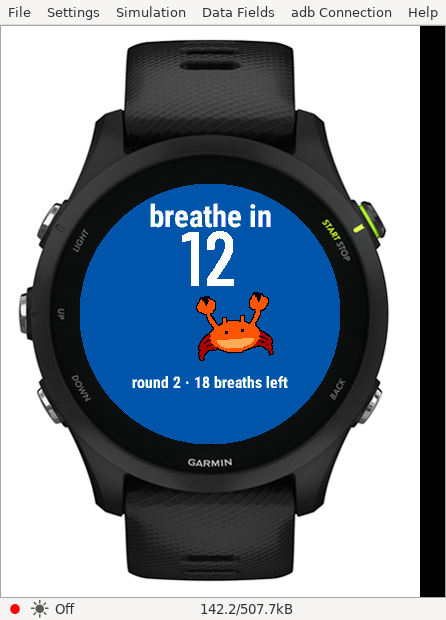 File Settings Simulation Data Fields adb Connection Help
breathe in
12
START STOP
LIGHT
UP
round 2 · 18 breaths left
DOWN
BACK
GARMIN
Off 142.2/507.7kB